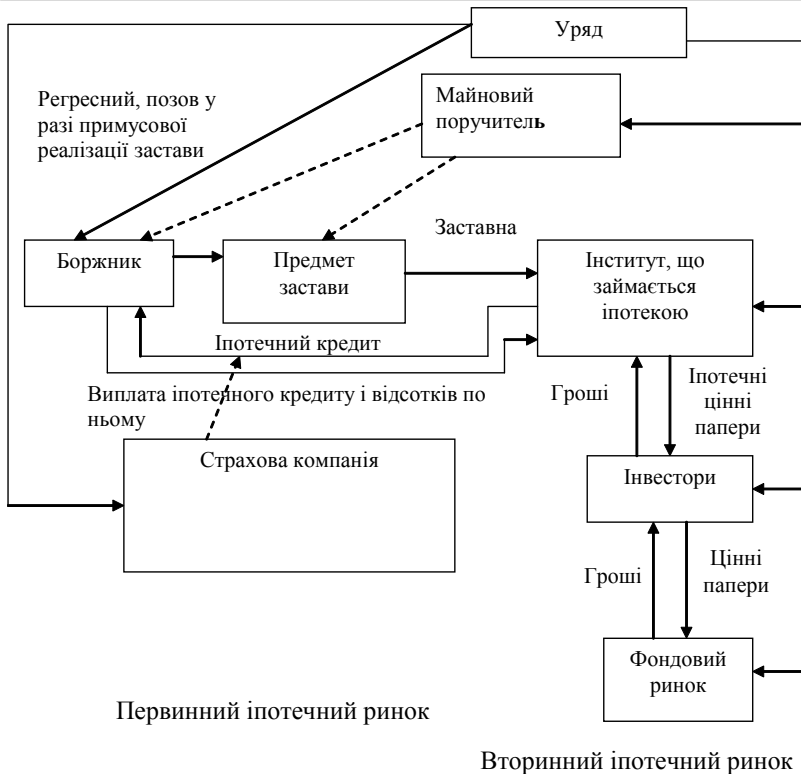 Уряд
Регресний, позов у
разі примусової
реалізації застави
Майновий
поручитель
Заставна
Боржник
Предмет
застави
Інститут, що
займається
іпотекою
Іпотечний кредит
Виплата іпотечного кредиту і відсотків по
ньому
Гроші
Іпотечні
цінні
папери
Страхова компанія
Інвестори
Гроші
Цінні
папери
Фондовий
ринок
Первинний іпотечний ринок
Вторинний іпотечний ринок